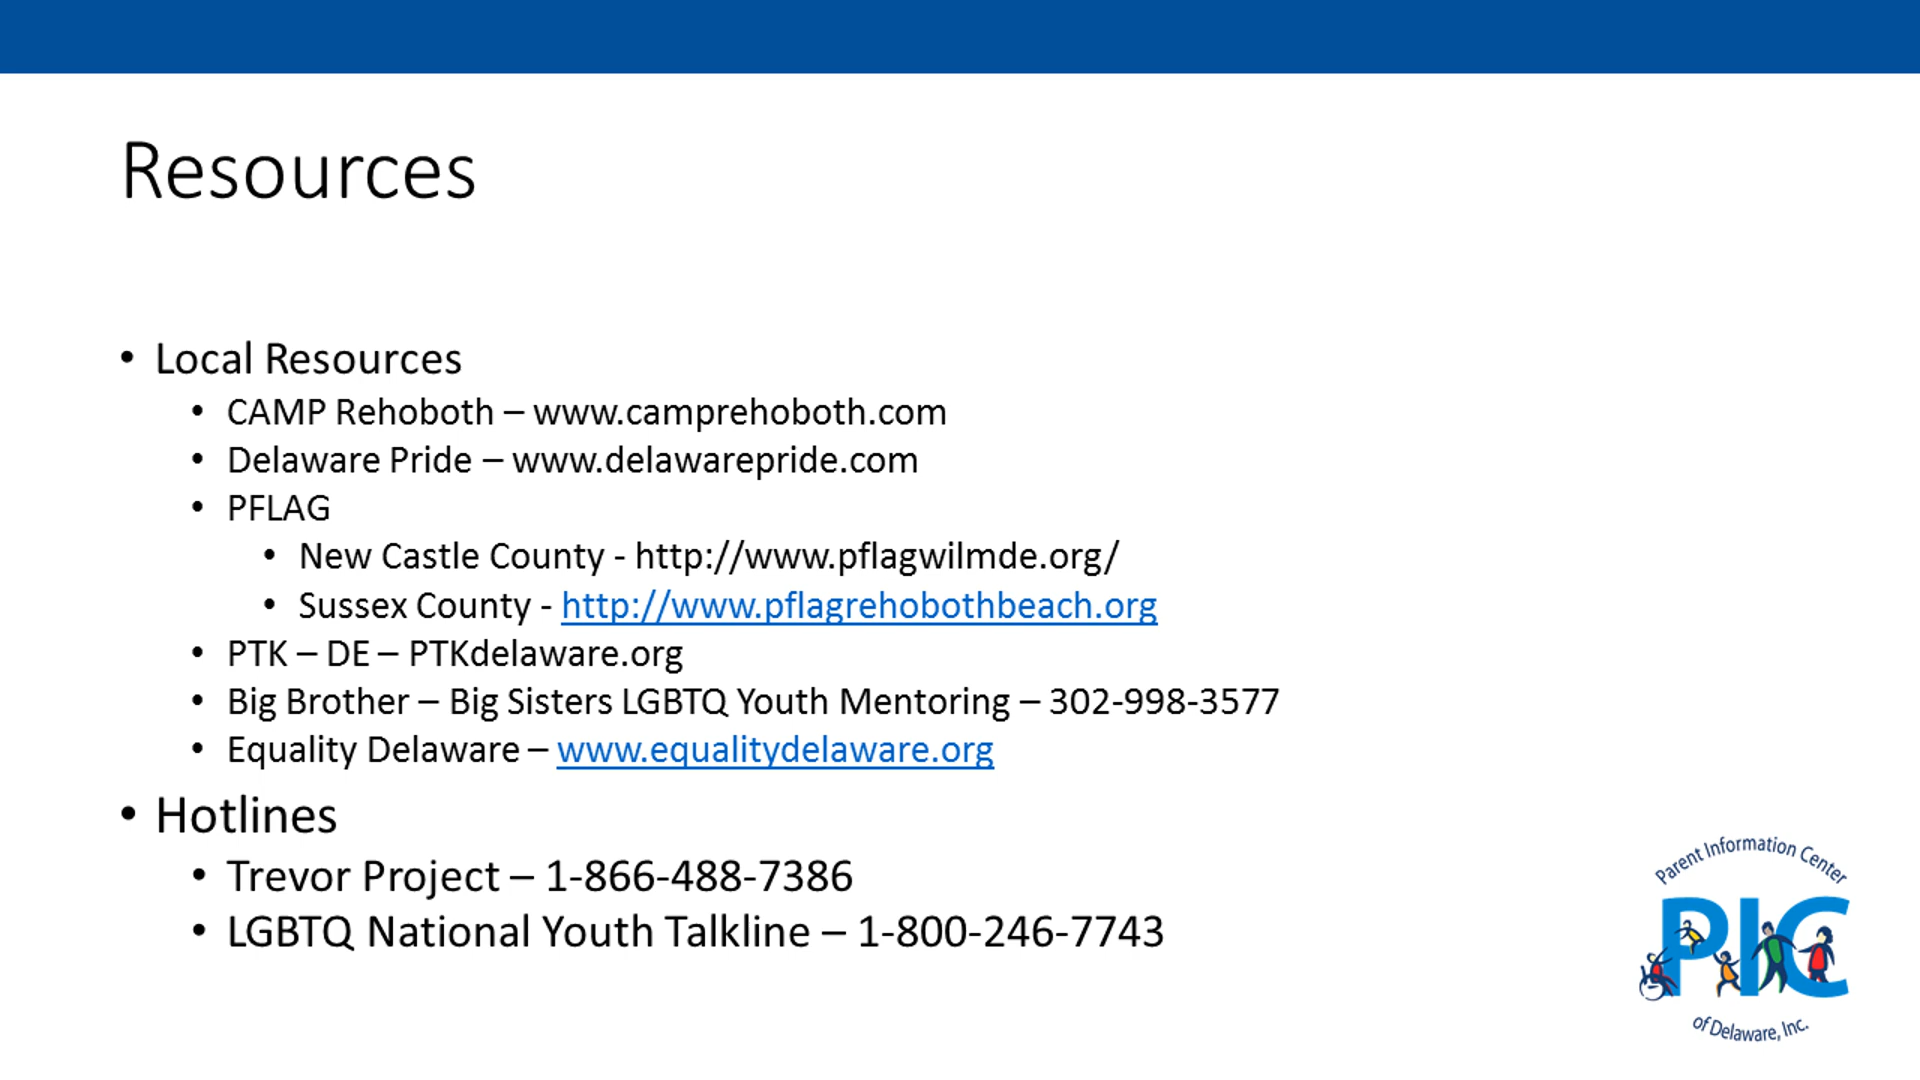 Resources
• Local Resources
• CAMP Rehoboth – www.camprehoboth.com
• Delaware Pride – www.delawarepride.com
• PFLAG
• New Castle County - http://www.pflagwilmde.org/
• Sussex County - http://www.pflagrehobothbeach.org
• PTK – DE – PTKdelaware.org
• Big Brother – Big Sisters LGBTQ Youth Mentoring – 302-998-3577
• Equality Delaware – www.equalitydelaware.org
• Hotlines
• Trevor Project – 1-866-488-7386
• LGBTQ National Youth Talkline – 1-800-246-7743
Parent Information Center
PIC
of Delaware, Inc.